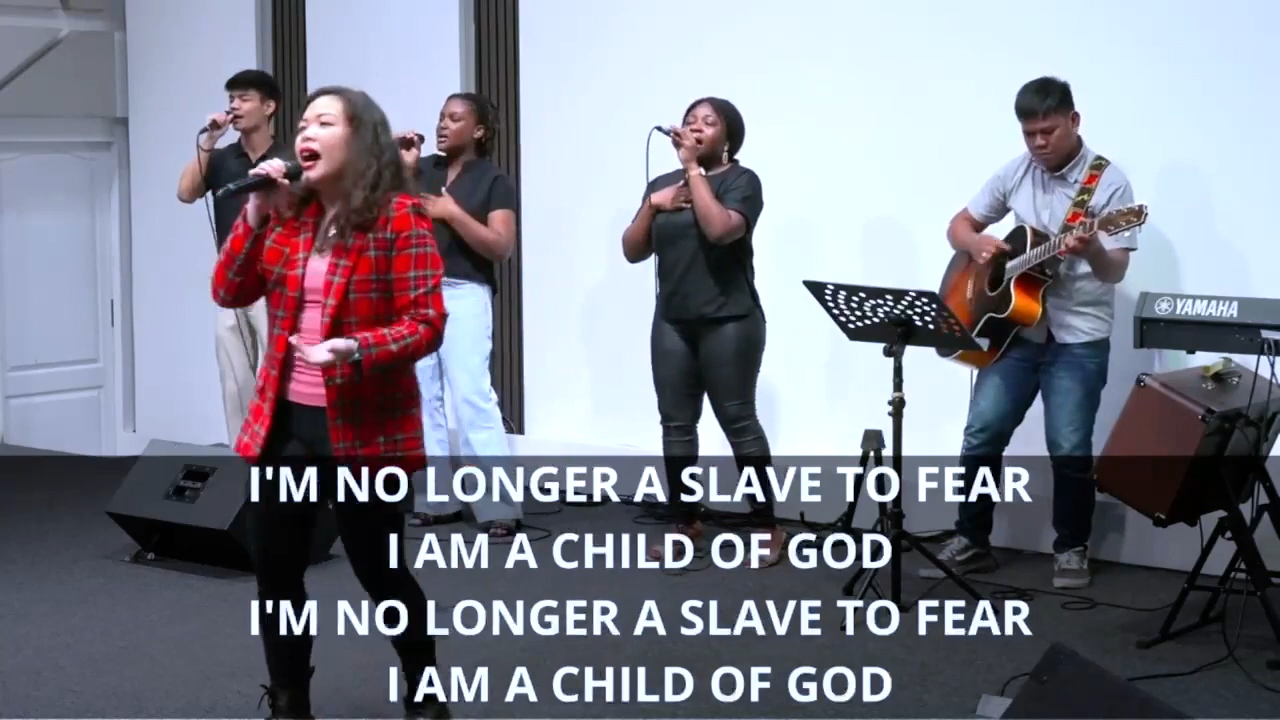 YAMAHA
I'M NO LONGER A SLAVE TO FEAR
I AM A CHILD OF GOD
I'M NO LONGER A SLAVE TO FEAR
I AM A CHILD OF GOD